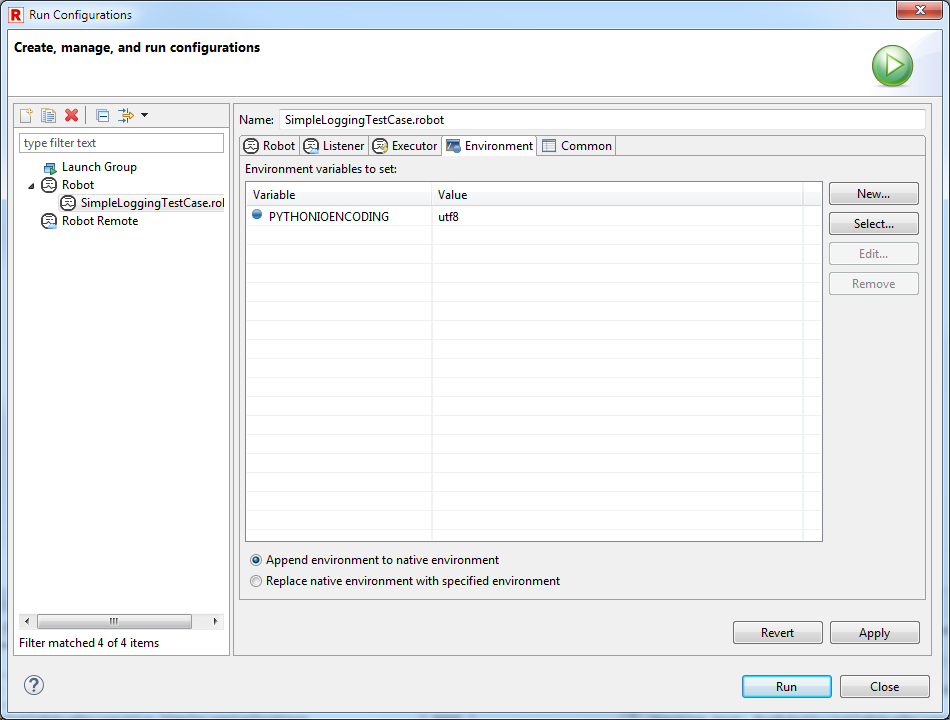 R Run Configurations
Create, manage, and run configurations
type filter text
Launch Group
Robot
SimpleLoggingTestCase.rol
Robot Remote
Filter matched 4 of 4 items
Name: SimpleLoggingTestCase.robot
Robot Listener Executor Environment Common
Environment variables to set:
Variable Value
PYTHONIOENCODING utf8
New...
Select...
Edit...
Remove
Append environment to native environment
Replace native environment with specified environment
Revert Apply
? Run Close